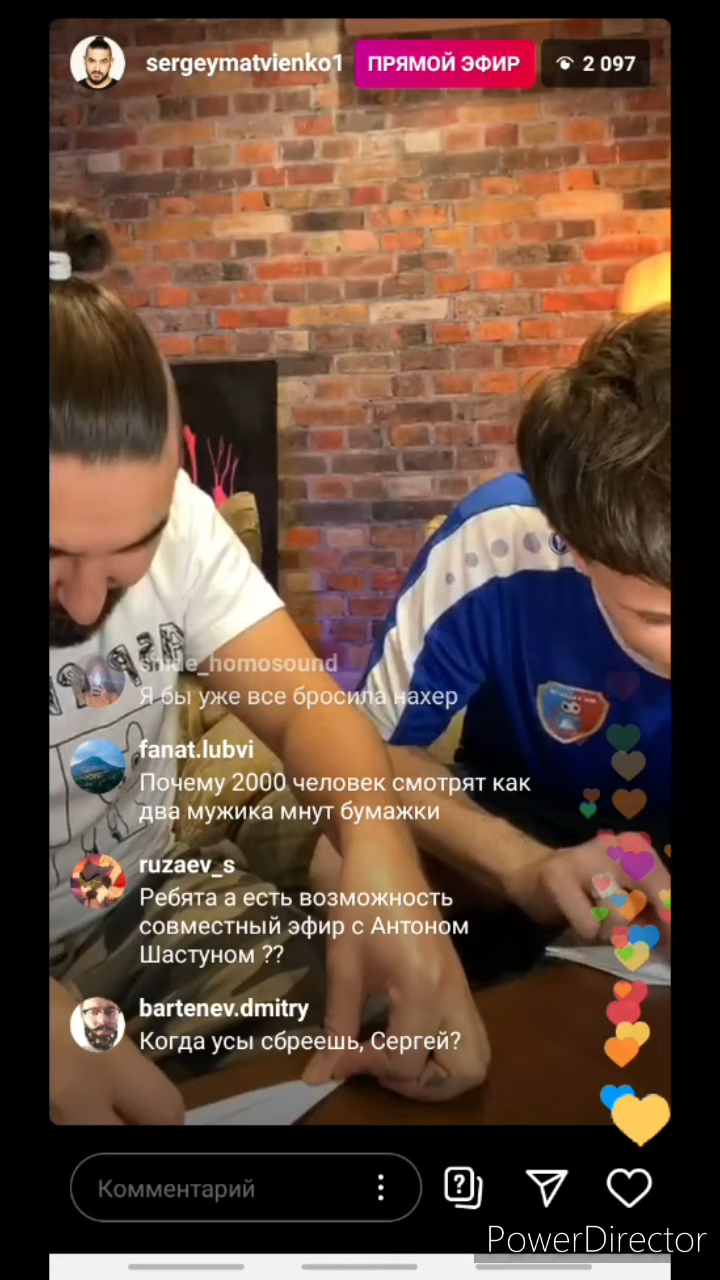 sergeymatvienko1 ПРЯМОЙ ЭФИР 2 097
snide_homosound
Я бы уже все бросила нахер
fanat.lubvi
Почему 2000 человек смотрят как
два мужика мнут бумажки
ruzaev_s
Ребята а есть возможность
совместный эфир с Антоном
Шастуном ??
bartenev.dmitry
Когда усы сбреешь, Сергей?
Комментарий
PowerDirector